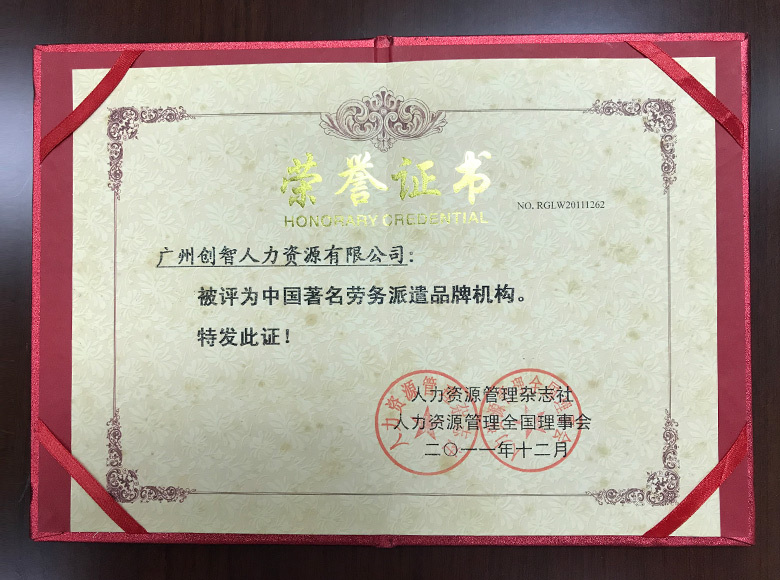 荣誉证书
HONORARY CREDENTIAL
NO. RGLW20111262
广州创智人力资源有限公司：
被评为中国著名劳务派遣品牌机构。
特发此证！
人力资源管理杂志社
人力资源管理全国理事会
二〇一一年十二月